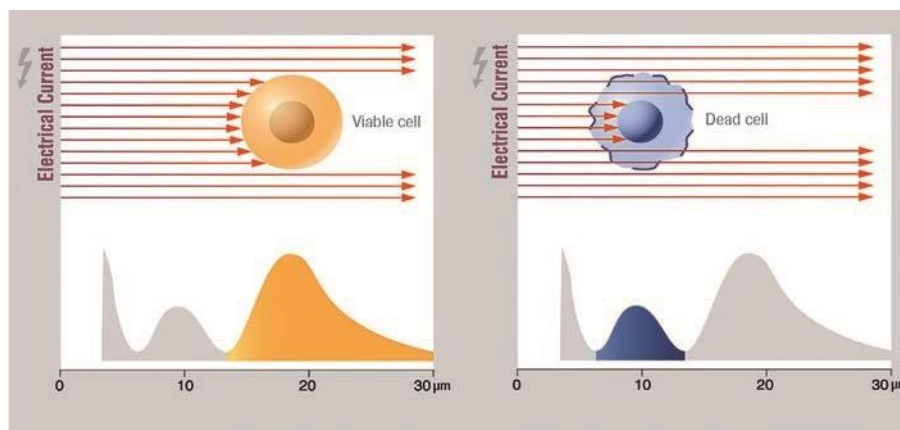 Electrical Current
Viable cell
0
10
20
30 µm
Electrical Current
Dead cell
0
10
20
30 µm